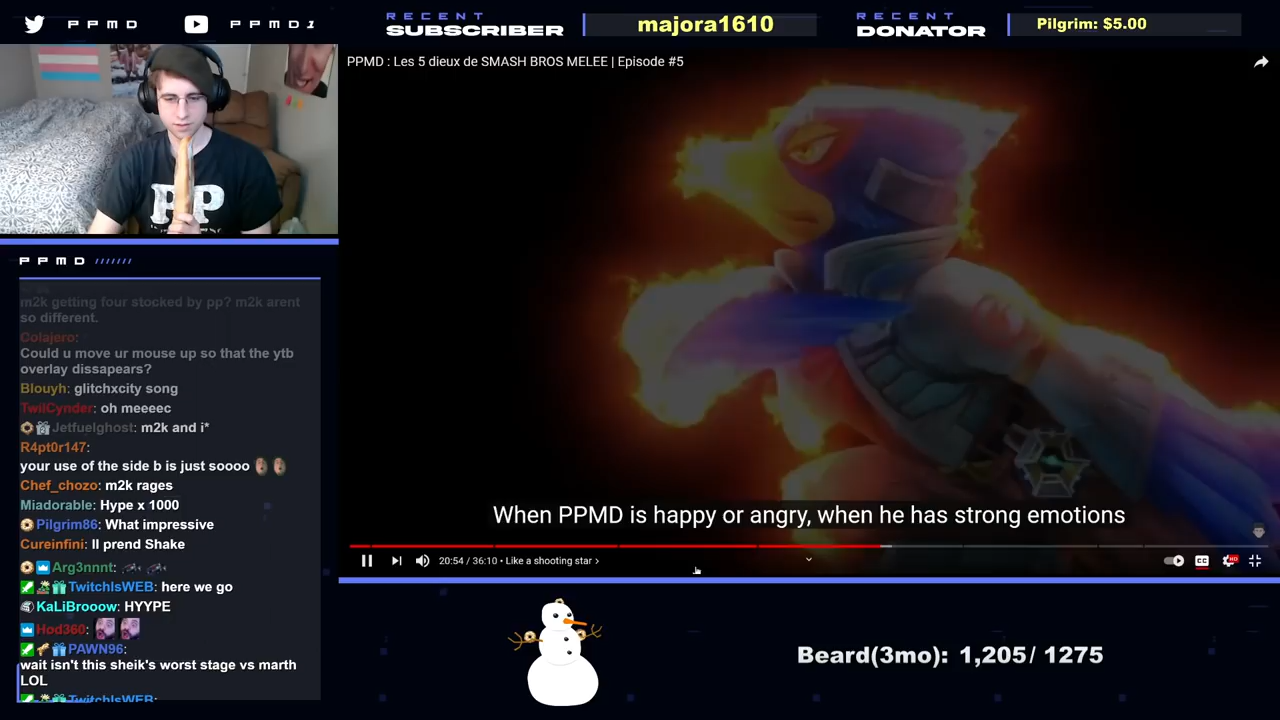 PPMD
PPMD1
RECENT
SUBSCRIBER
majora1610
RECENT
DONATOR
Pilgrim: $5.00
PPMD : Les 5 dieux de SMASH BROS MELEE | Episode #5
PP
PPMD ///////
m2k getting four stocked by pp? m2k arent
so different.
Colajero:
Could u move ur mouse up so that the ytb
overlay dissapears?
Blouyh: glitchxcity song
TwilCynder: oh meeeec
Jetfuelghost: m2k and i*
R4pt0r147:
your use of the side b is just soooo
Chef_chozo: m2k rages
Miadorable: Hype x 1000
Pilgrim86: What impressive
Cureinfini: Il prend Shake
Arg3nnnt:
TwitchIsWEB: here we go
KaLiBrooow: HYYPE
Hod360:
PAWN96:
wait isn't this sheik's worst stage vs marth
LOL
TwitchIsWEB:
When PPMD is happy or angry, when he has strong emotions
20:54 / 36:10 • Like a shooting star ›
CC
HD
Beard(3mo): 1,205/ 1275